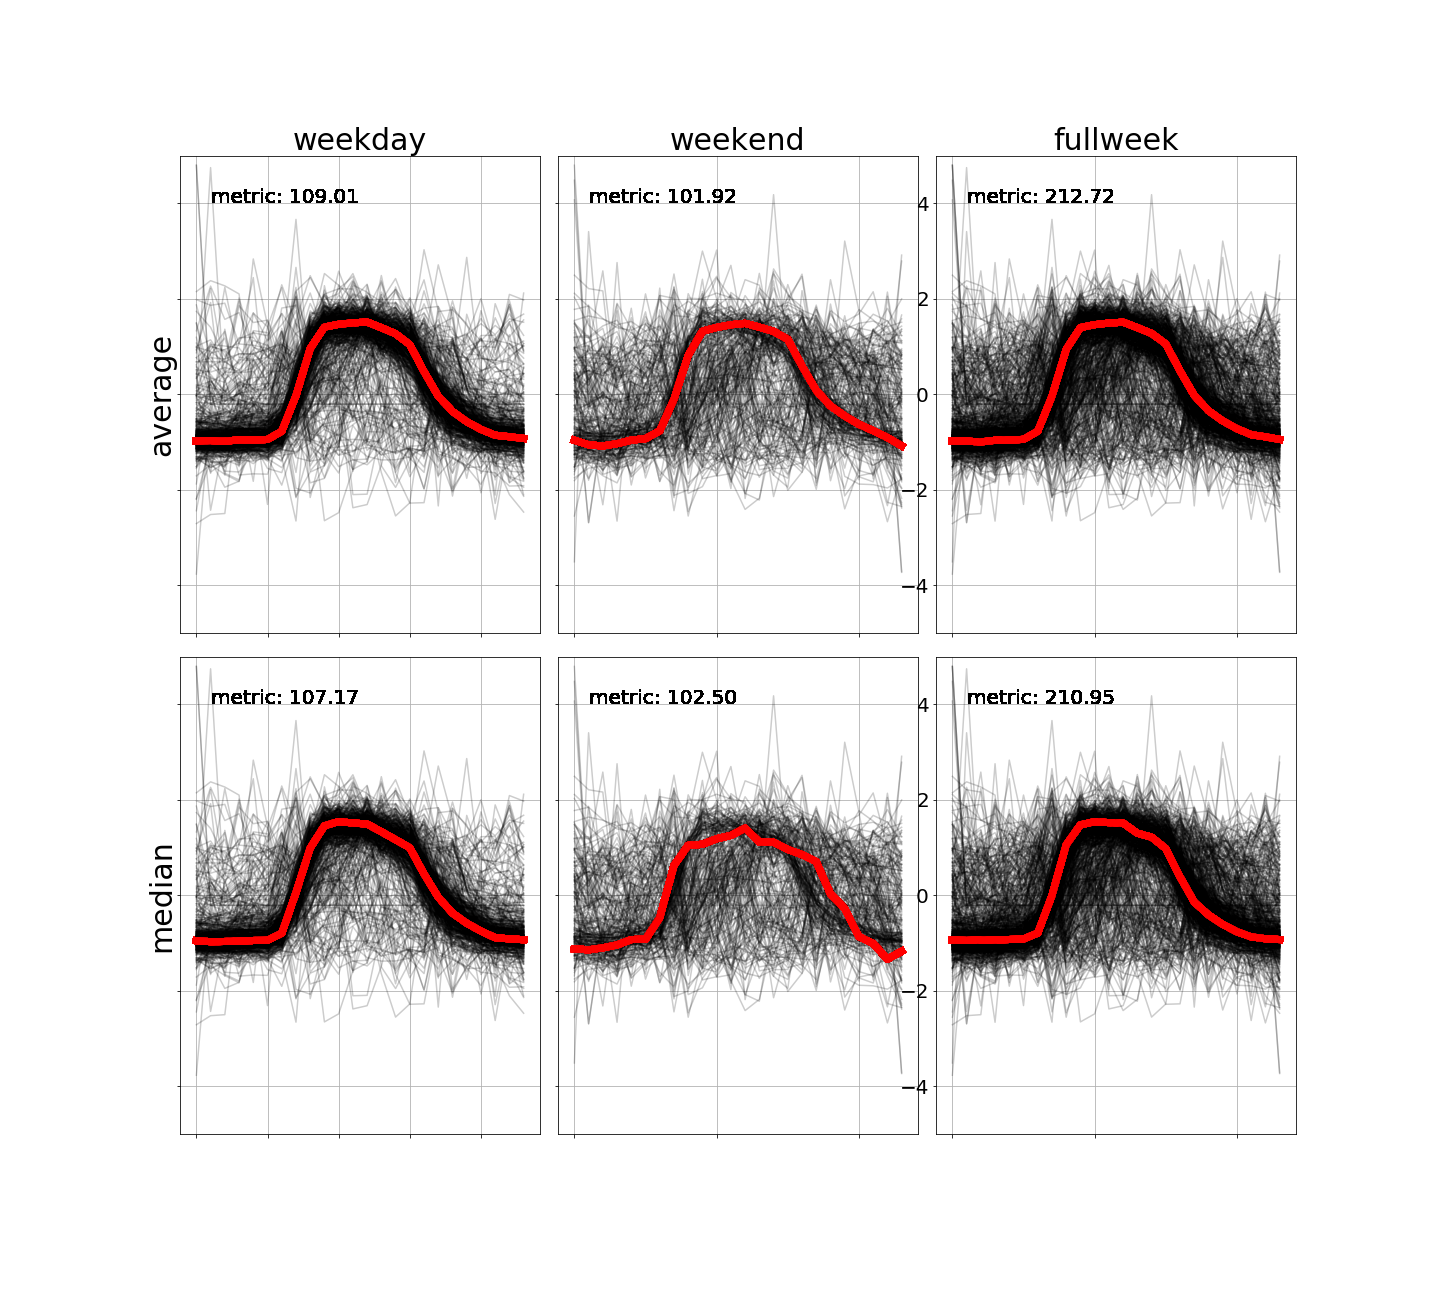 weekday weekend fullweek
average
metric: 109.01
metric: 101.92
metric: 212.72
4
2
0
−2
−4
median
metric: 107.17
metric: 102.50
metric: 210.95
4
2
0
−2
−4